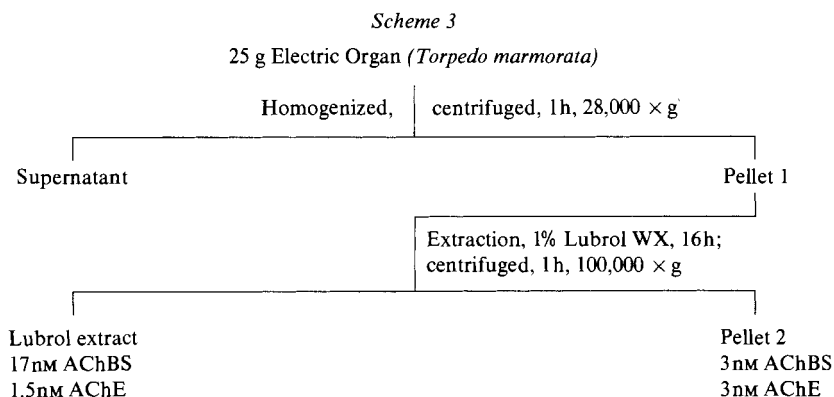 Scheme 3
25 g Electric Organ (Torpedo marmorata)
Homogenized, centrifuged, 1h, 28,000 × g
Supernatant Pellet 1
Extraction, 1% Lubrol WX, 16h;
centrifuged, 1h, 100,000 × g
Lubrol extract Pellet 2
17nM AChBS 3nM AChBS
1.5nM AChE 3nM AChE